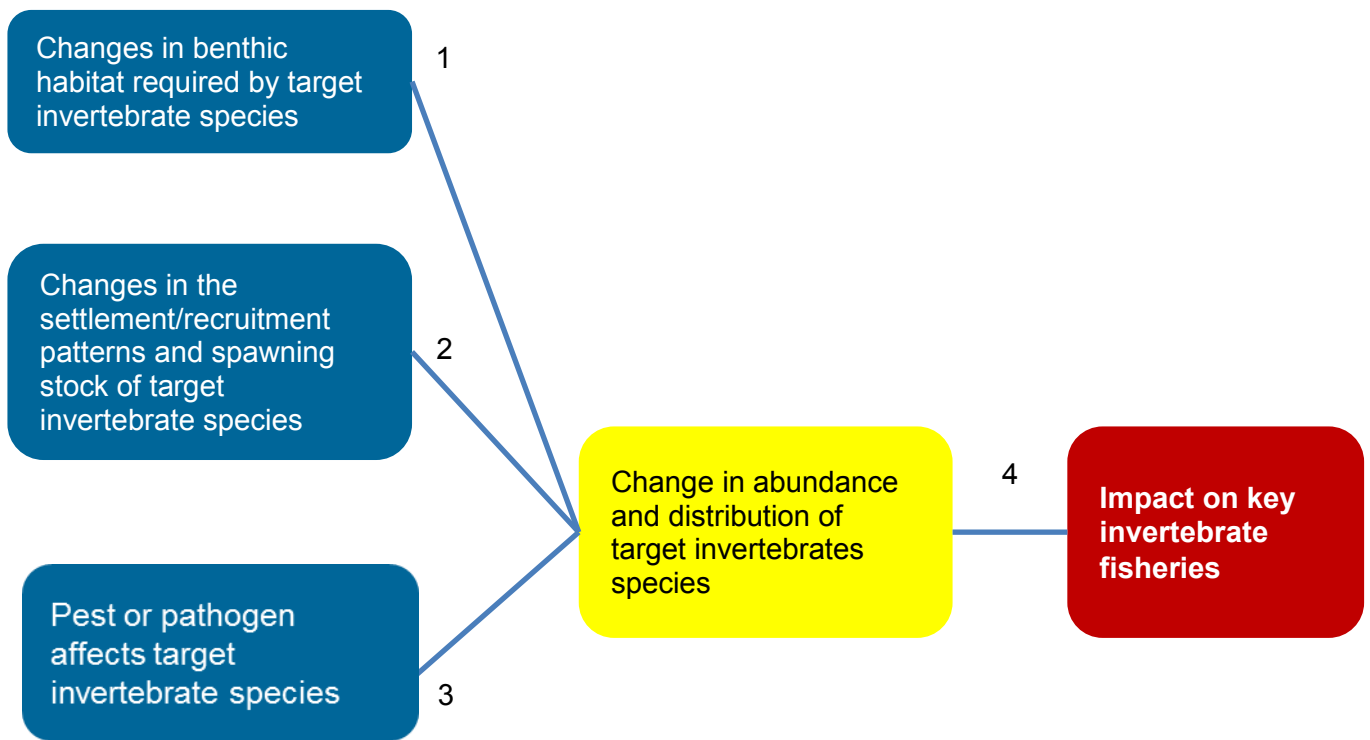 Changes in benthic
habitat required by target
invertebrate species
1
Changes in the
settlement/recruitment
patterns and spawning
stock of target
invertebrate species
2
Pest or pathogen
affects target
invertebrate species
3
Change in abundance
and distribution of
target invertebrates
species
4
Impact on key
invertebrate
fisheries